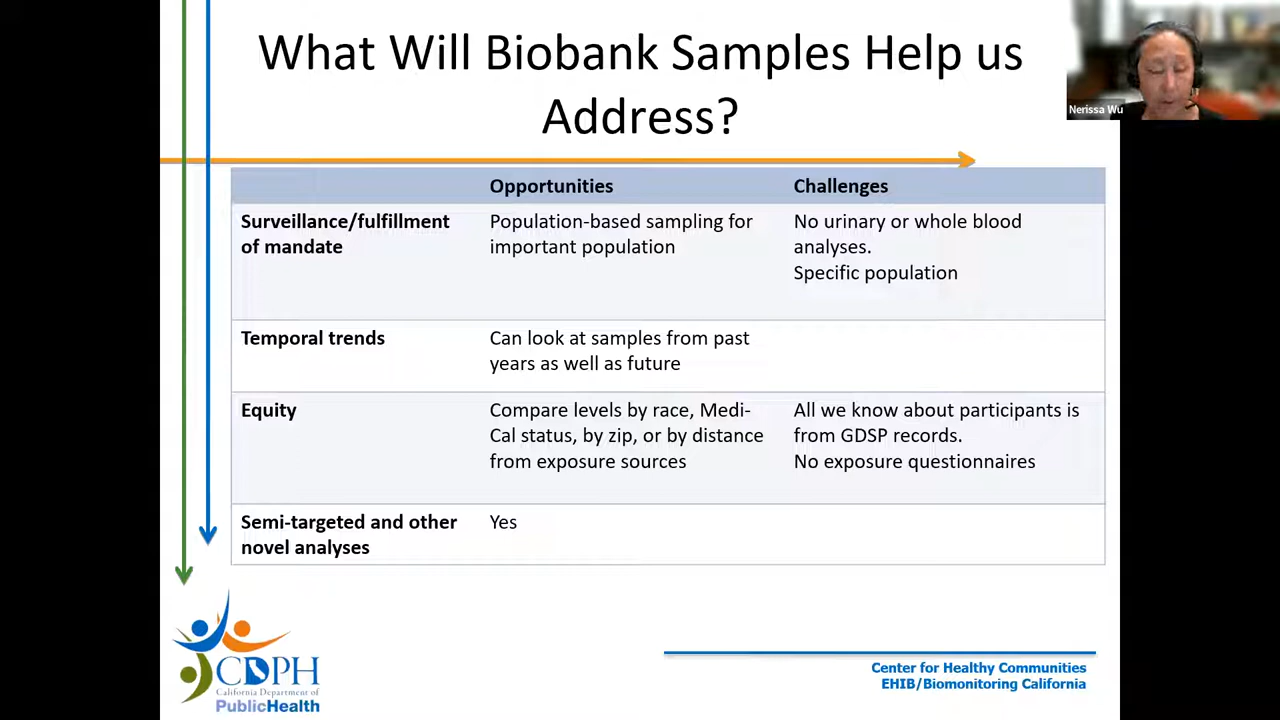 What Will Biobank Samples Help us
Address?
Nerissa Wu
Opportunities
Challenges
Surveillance/fulfillment
of mandate
Population-based sampling for
important population
No urinary or whole blood
analyses.
Specific population
Temporal trends
Can look at samples from past
years as well as future
Equity
Compare levels by race, Medi-
Cal status, by zip, or by distance
from exposure sources
All we know about participants is
from GDSP records.
No exposure questionnaires
Semi-targeted and other
novel analyses
Yes
CDPH
California Department of
PublicHealth
Center for Healthy Communities
EHIB/Biomonitoring California